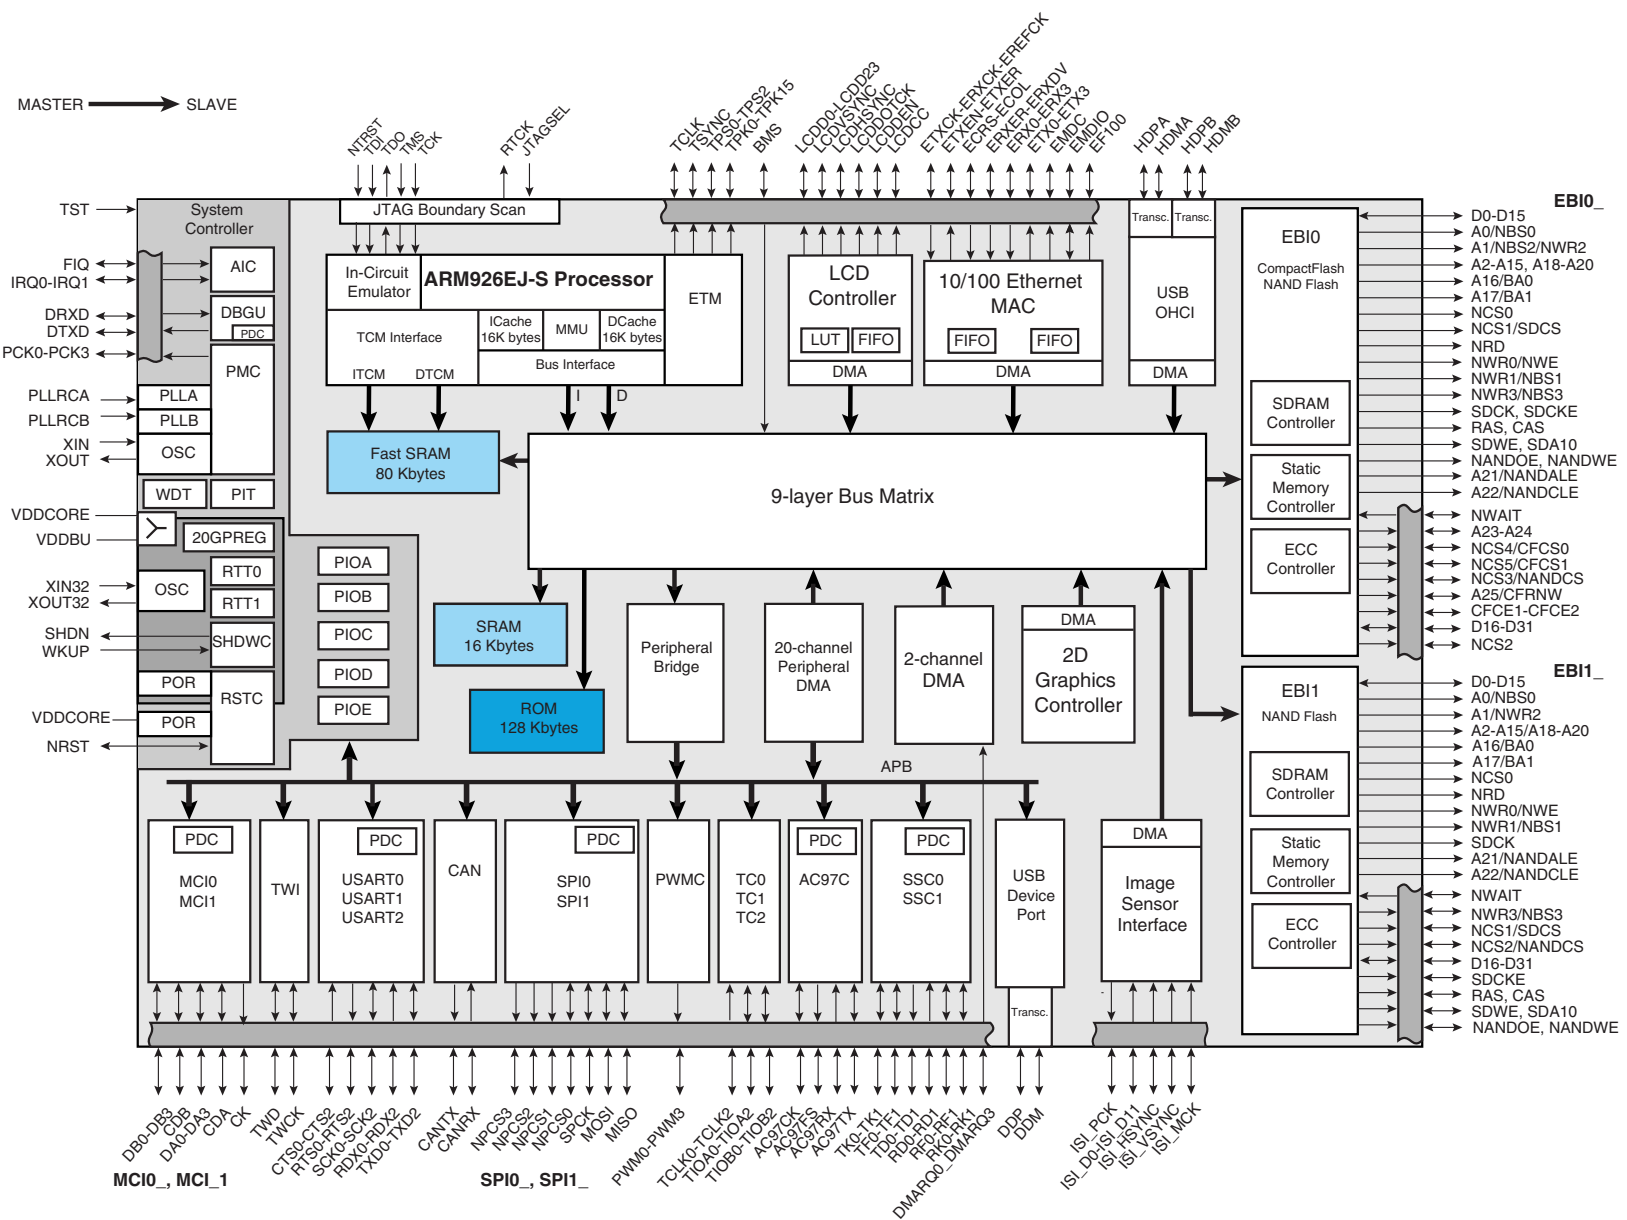 MASTER
SLAVE
NTRST
TDI
TDO
TMS
TCK
RTCK
JTAGSEL
TCLK
TSYNC
TPS0-TPS2
TPK0-TPK15
BMS
LCDD0-LCDD23
LCDVSYNC
LCDHSYNC
LCDDOTCK
LCDDEN
LCDCC
ETXCK-ERXCK-EREFCK
ETXEN-ETXER
ECRS-ECOL
ERXER-ERXDV
ERX0-ERX3
ETX0-ETX3
EMDC
EMDIO
EF100
HDPA
HDMA
HDPB
HDMB
TST
FIQ
IRQ0-IRQ1
DRXD
DTXD
PCK0-PCK3
PLLRCA
PLLRCB
XIN
XOUT
VDDCORE
VDDBU
XIN32
XOUT32
SHDN
WKUP
VDDCORE
NRST
System
Controller
AIC
DBGU
PDC
PMC
PLLA
PLLB
OSC
WDT
PIT
20GPREG
OSC
RTT0
RTT1
SHDWC
POR
RSTC
POR
PIOA
PIOB
PIOC
PIOD
PIOE
JTAG Boundary Scan
In-Circuit
Emulator
ARM926EJ-S Processor
TCM Interface
ITCM
DTCM
ICache
16K bytes
MMU
DCache
16K bytes
Bus Interface
I
D
ETM
LCD
Controller
LUT
FIFO
DMA
10/100 Ethernet
MAC
FIFO
FIFO
DMA
Transc.
Transc.
USB
OHCI
DMA
Fast SRAM
80 Kbytes
9-layer Bus Matrix
SRAM
16 Kbytes
ROM
128 Kbytes
Peripheral
Bridge
20-channel
Peripheral
DMA
2-channel
DMA
DMA
2D
Graphics
Controller
APB
PDC
MCI0
MCI1
TWI
PDC
USART0
USART1
USART2
CAN
PDC
SPI0
SPI1
PWMC
TC0
TC1
TC2
PDC
AC97C
PDC
SSC0
SSC1
USB
Device
Port
Transc.
DMA
Image
Sensor
Interface
EBI0
CompactFlash
NAND Flash
SDRAM
Controller
Static
Memory
Controller
ECC
Controller
EBI1
NAND Flash
SDRAM
Controller
Static
Memory
Controller
ECC
Controller
EBI0_
D0-D15
A0/NBS0
A1/NBS2/NWR2
A2-A15, A18-A20
A16/BA0
A17/BA1
NCS0
NCS1/SDCS
NRD
NWR0/NWE
NWR1/NBS1
NWR3/NBS3
SDCK, SDCKE
RAS, CAS
SDWE, SDA10
NANDOE, NANDWE
A21/NANDALE
A22/NANDCLE
NWAIT
A23-A24
NCS4/CFCS0
NCS5/CFCS1
NCS3/NANDCS
A25/CFRNW
CFCE1-CFCE2
D16-D31
NCS2
EBI1_
D0-D15
A0/NBS0
A1/NWR2
A2-A15/A18-A20
A16/BA0
A17/BA1
NCS0
NRD
NWR0/NWE
NWR1/NBS1
SDCK
A21/NANDALE
A22/NANDCLE
NWAIT
NWR3/NBS3
NCS1/SDCS
NCS2/NANDCS
D16-D31
SDCKE
RAS, CAS
SDWE, SDA10
NANDOE, NANDWE
DB0-DB3
CDB
DA0-DA3
CDA
CK
TWD
TWCK
CTS0-CTS2
RTS0-RTS2
SCK0-SCK2
RDX0-RDX2
TXD0-TXD2
CANTX
CANRX
NPCS3
NPCS2
NPCS1
NPCS0
SPCK
MOSI
MISO
PWM0-PWM3
TCLK0-TCLK2
TIOA0-TIOA2
TIOB0-TIOB2
AC97CK
AC97FS
AC97RX
AC97TX
TK0-TK1
TF0-TF1
TD0-TD1
RD0-RD1
RF0-RF1
RK0-RK1
DMARQ0_DMARQ3
DDP
DDM
ISI_PCK
ISI_D0-ISI_D11
ISI_HSYNC
ISI_VSYNC
ISI_MCK
MCI0_, MCI_1
SPI0_, SPI1_